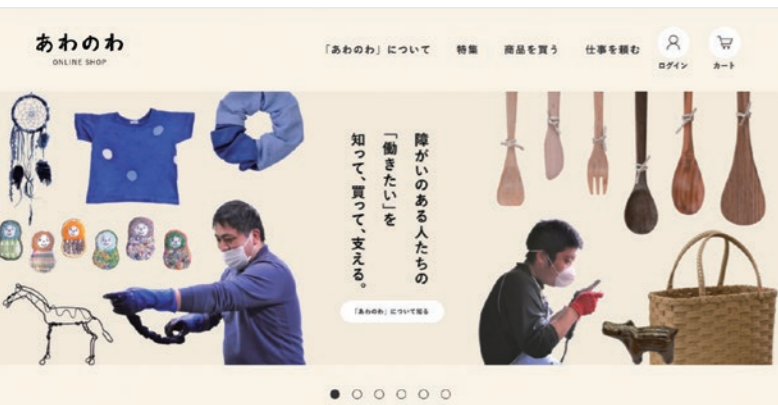 あわのわ
ONLINE SHOP
「あわのわ」について
特集
商品を買う
仕事を頼む
ログイン
カート
障がいのある人たちの
「働きたい」を
知って、買って、支える。
「あわのわ」について知る